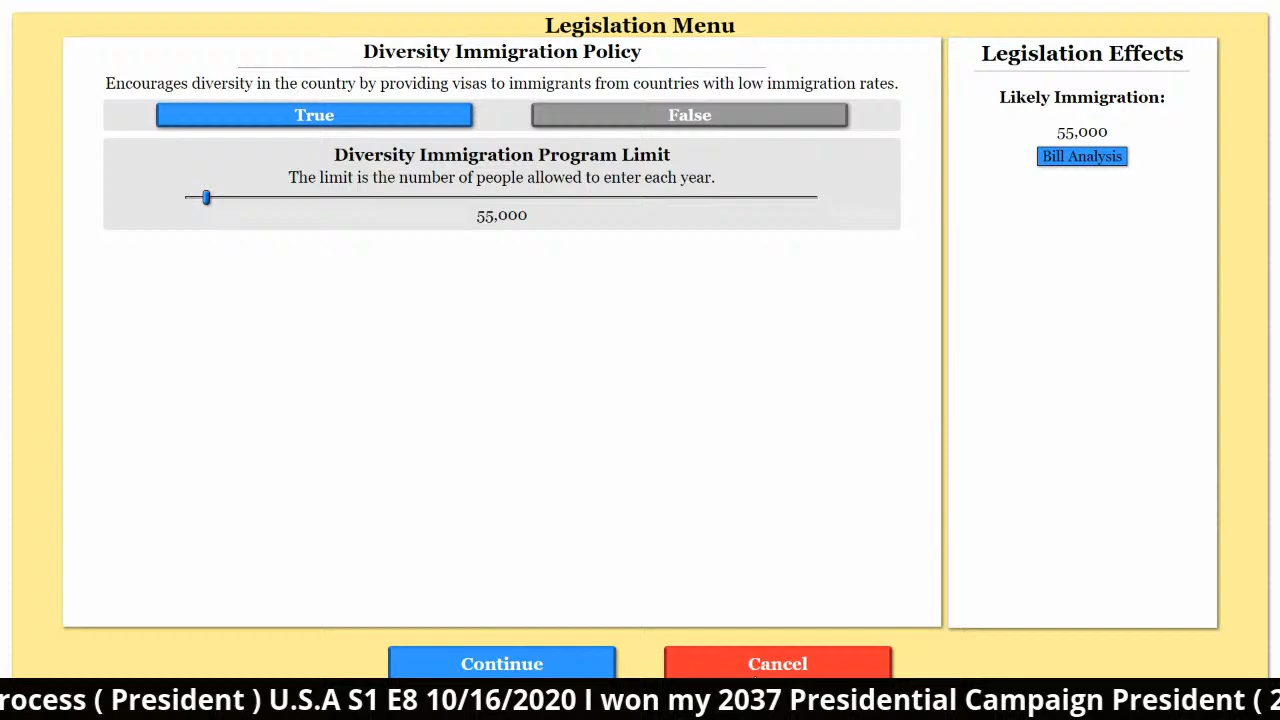 Legislation Menu
Diversity Immigration Policy
Encourages diversity in the country by providing visas to immigrants from countries with low immigration rates.
True
False
Diversity Immigration Program Limit
The limit is the number of people allowed to enter each year.
55,000
Legislation Effects
Likely Immigration:
55,000
Bill Analysis
Continue
Cancel
rocess ( President ) U.S.A S1 E8 10/16/2020 I won my 2037 Presidential Campaign President ( 2